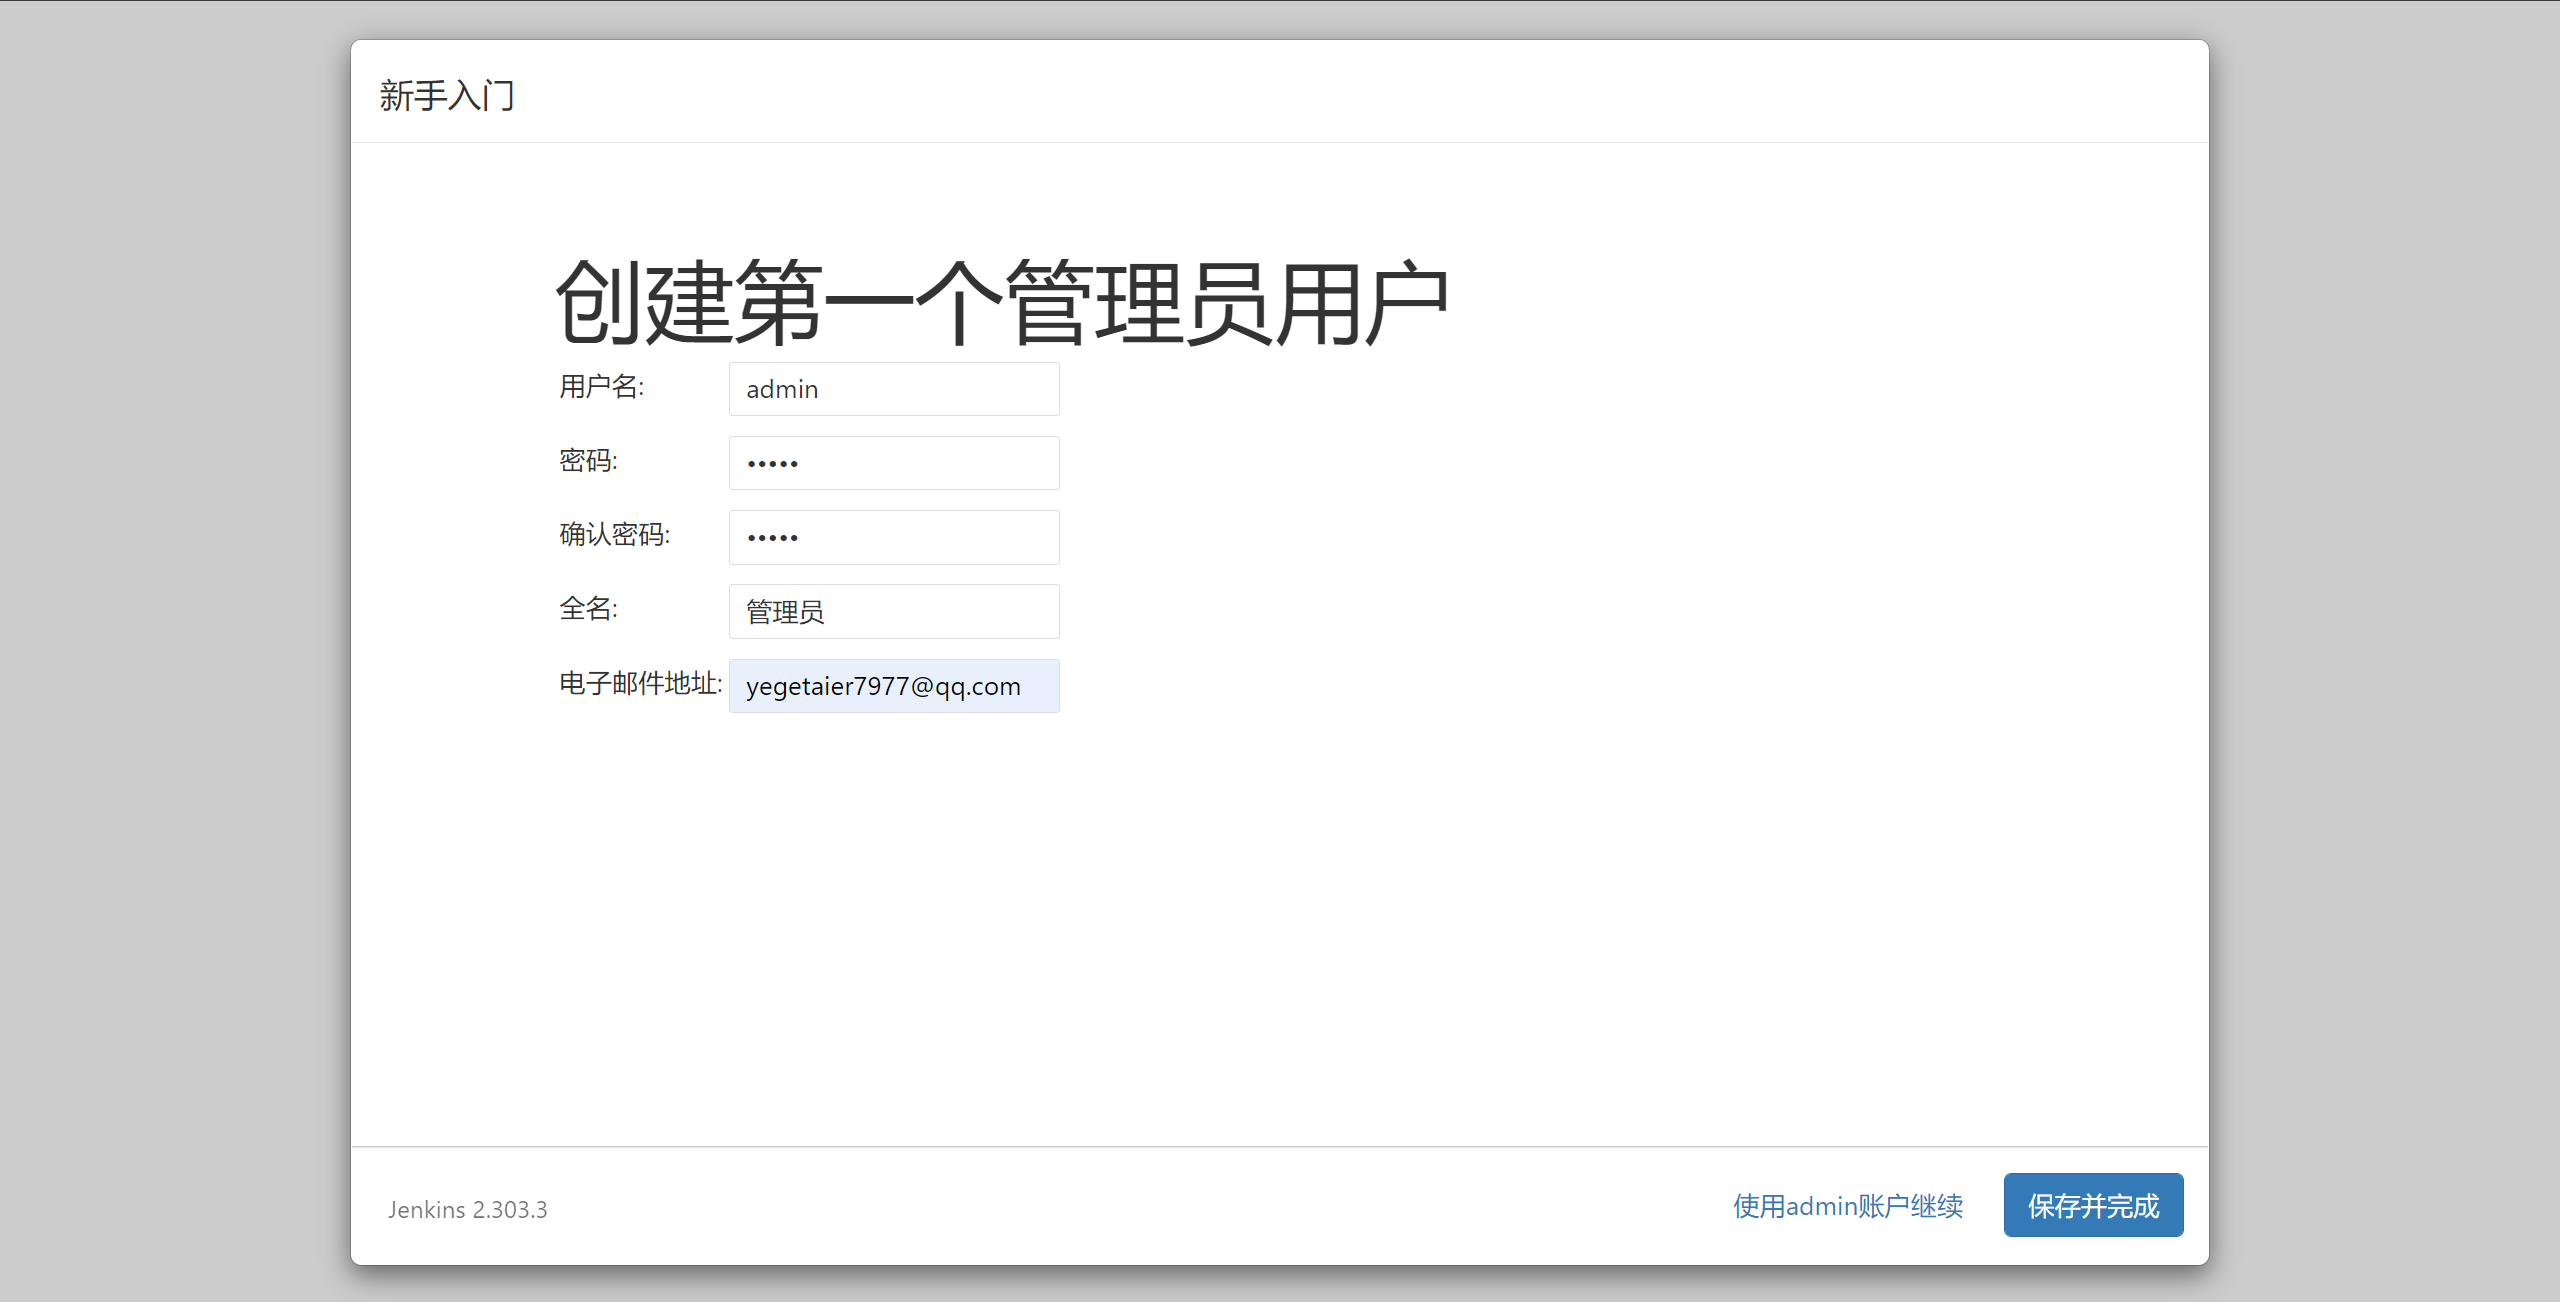 新手入门
创建第一个管理员用户
用户名: admin
密码: •••••
确认密码: •••••
全名: 管理员
电子邮件地址: yegetaier7977@qq.com
Jenkins 2.303.3 使用admin账户继续 保存并完成